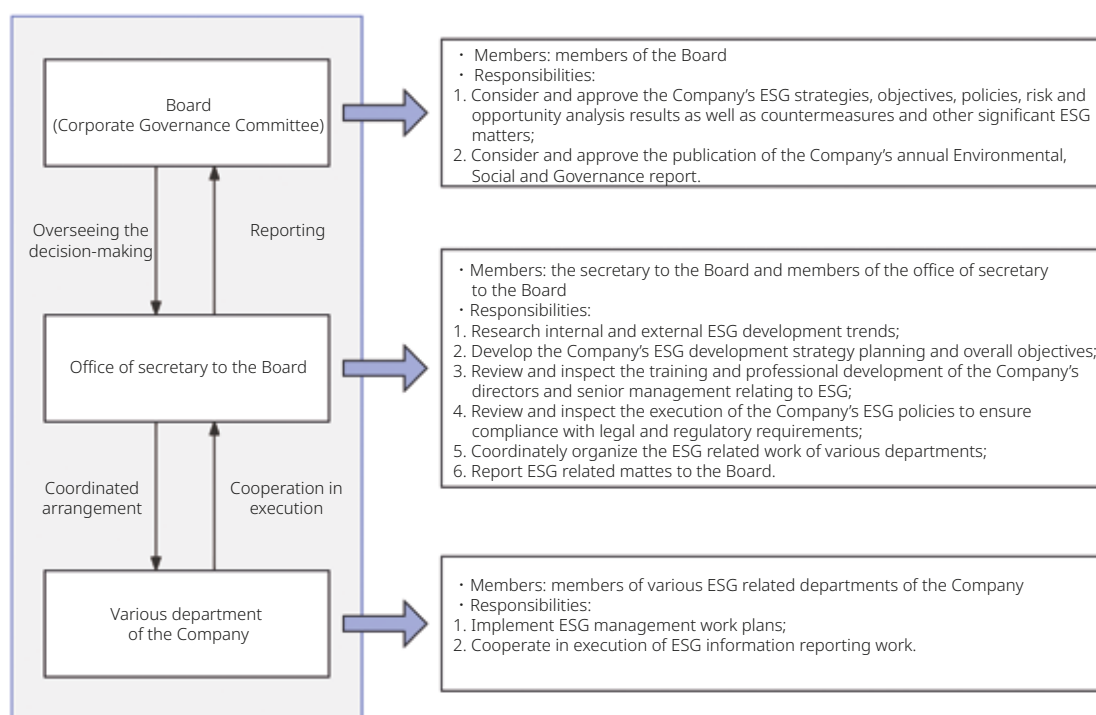 Board
(Corporate Governance Committee)
· Members: members of the Board
· Responsibilities:
1. Consider and approve the Company's ESG strategies, objectives, policies, risk and
opportunity analysis results as well as countermeasures and other significant ESG
matters;
2. Consider and approve the publication of the Company's annual Environmental,
Social and Governance report.
Overseeing the
decision-making
Reporting
Office of secretary to the Board
· Members: the secretary to the Board and members of the office of secretary
to the Board
· Responsibilities:
1. Research internal and external ESG development trends;
2. Develop the Company's ESG development strategy planning and overall objectives;
3. Review and inspect the training and professional development of the Company's
directors and senior management relating to ESG;
4. Review and inspect the execution of the Company's ESG policies to ensure
compliance with legal and regulatory requirements;
5. Coordinately organize the ESG related work of various departments;
6. Report ESG related mattes to the Board.
Coordinated
arrangement
Cooperation in
execution
Various department
of the Company
· Members: members of various ESG related departments of the Company
· Responsibilities:
1. Implement ESG management work plans;
2. Cooperate in execution of ESG information reporting work.